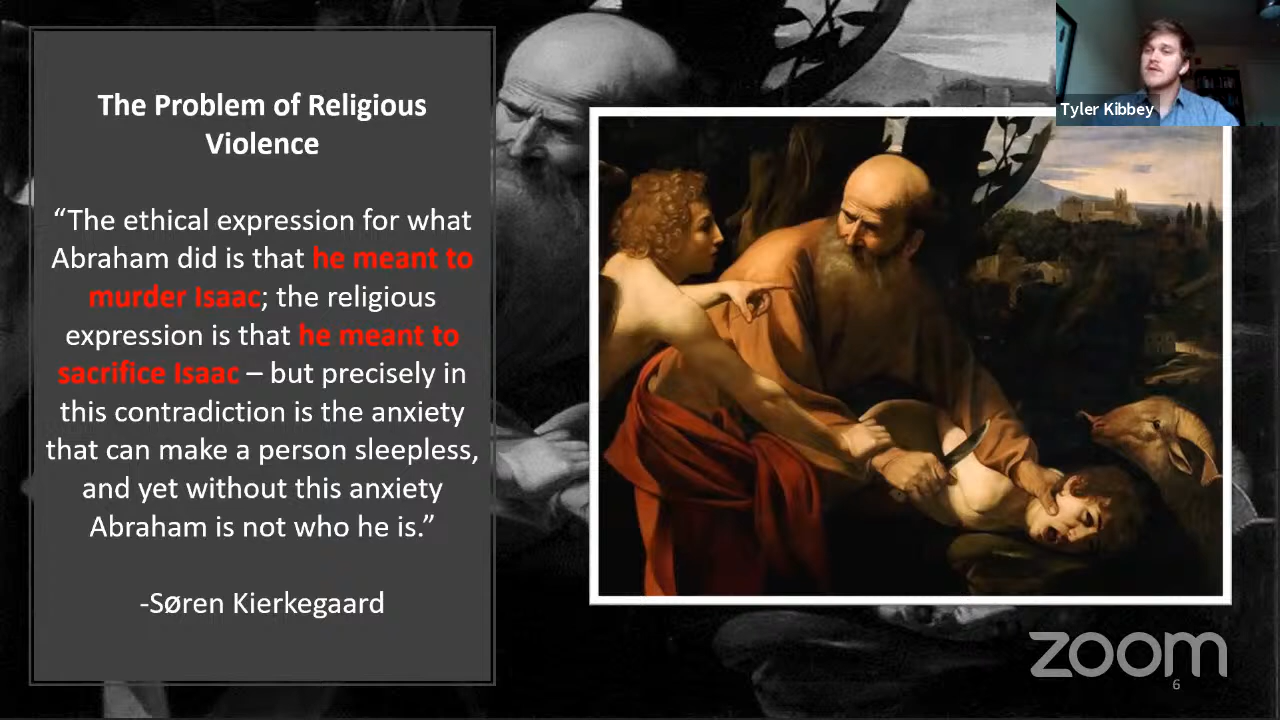 The Problem of Religious
Violence
“The ethical expression for what
Abraham did is that he meant to
murder Isaac; the religious
expression is that he meant to
sacrifice Isaac – but precisely in
this contradiction is the anxiety
that can make a person sleepless,
and yet without this anxiety
Abraham is not who he is.”
-Søren Kierkegaard
Tyler Kibbey
zoom
6